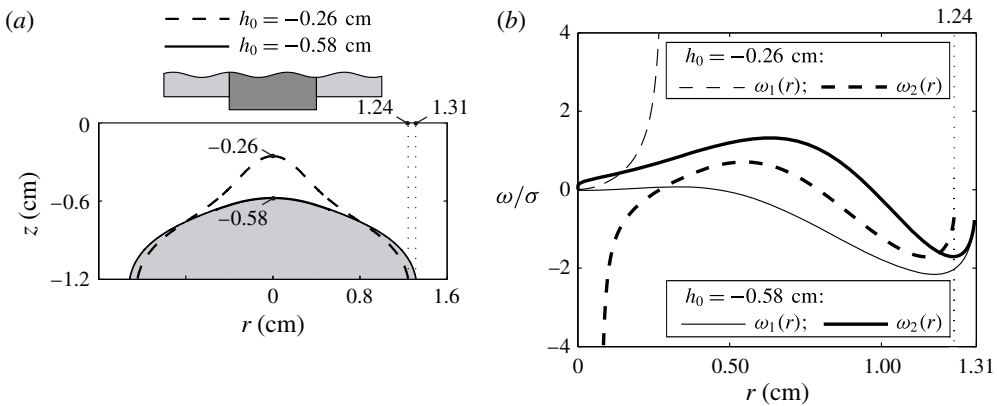 (a)
h₀ = −0.26 cm
h₀ = −0.58 cm
1.24 1.31
0
−0.6
−1.2
z (cm)
−0.26
−0.58
0 0.8 1.6
r (cm)
(b)
1.24
4
2
0
−2
−4
ω/σ
h₀ = −0.26 cm:
ω₁(r); ω₂(r)
h₀ = −0.58 cm:
ω₁(r); ω₂(r)
0 0.50 1.00 1.31
r (cm)